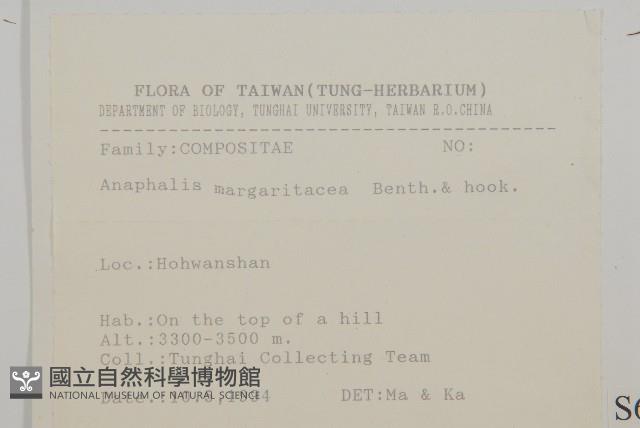 FLORA OF TAIWAN(TUNG-HERBARIUM)
DEPARTMENT OF BIOLOGY, TUNGHAI UNIVERSITY, TAIWAN R.O.CHINA
Family:COMPOSITAE NO:
Anaphalis margaritacea Benth.& hook.
Loc.:Hohwanshan
Hab.:On the top of a hill
Alt.:3300-3500 m.
Coll.:Tunghai Collecting Team
國立自然科學博物館
NATIONAL MUSEUM OF NATURAL SCIENCE
Date.: DET:Ma & Ka